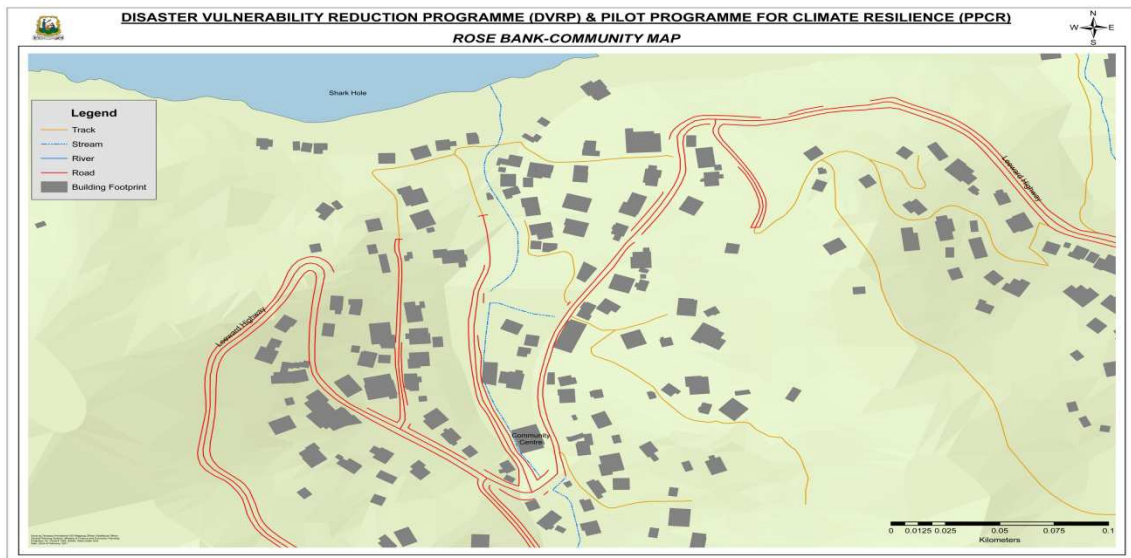 DISASTER VULNERABILITY REDUCTION PROGRAMME (DVRP) & PILOT PROGRAMME FOR CLIMATE RESILIENCE (PPCR)
ROSE BANK-COMMUNITY MAP
N
W E
S
Shark Hole
Legend
Track
Stream
River
Road
Building Footprint
Leeward Highway
Leeward Highway
Community
Centre
0 0.0125 0.025 0.05 0.075 0.1
Kilometers